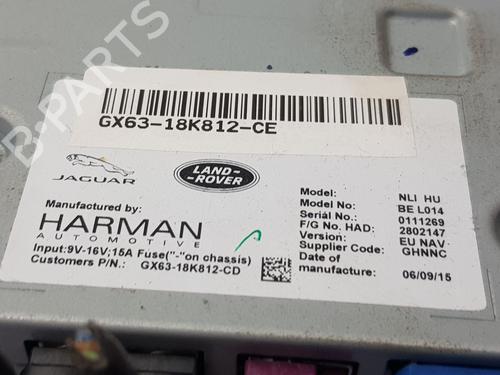 B-PARTS
GX63-18K812-CE
JAGUAR
LAND-
ROVER
Manufactured by:
HARMAN
AUTOMOTIVE
Input:9V-16V;15A Fuse("-"on chassis)
Customers P/N.: GX63-18K812-CD
Model: NLI HU
Model No: BE L014
Serial No.: 0111269
F/G No. HAD: 2802147
Version: EU NAV
Supplier Code: GHNNC
Date of
manufacture: 06/09/15